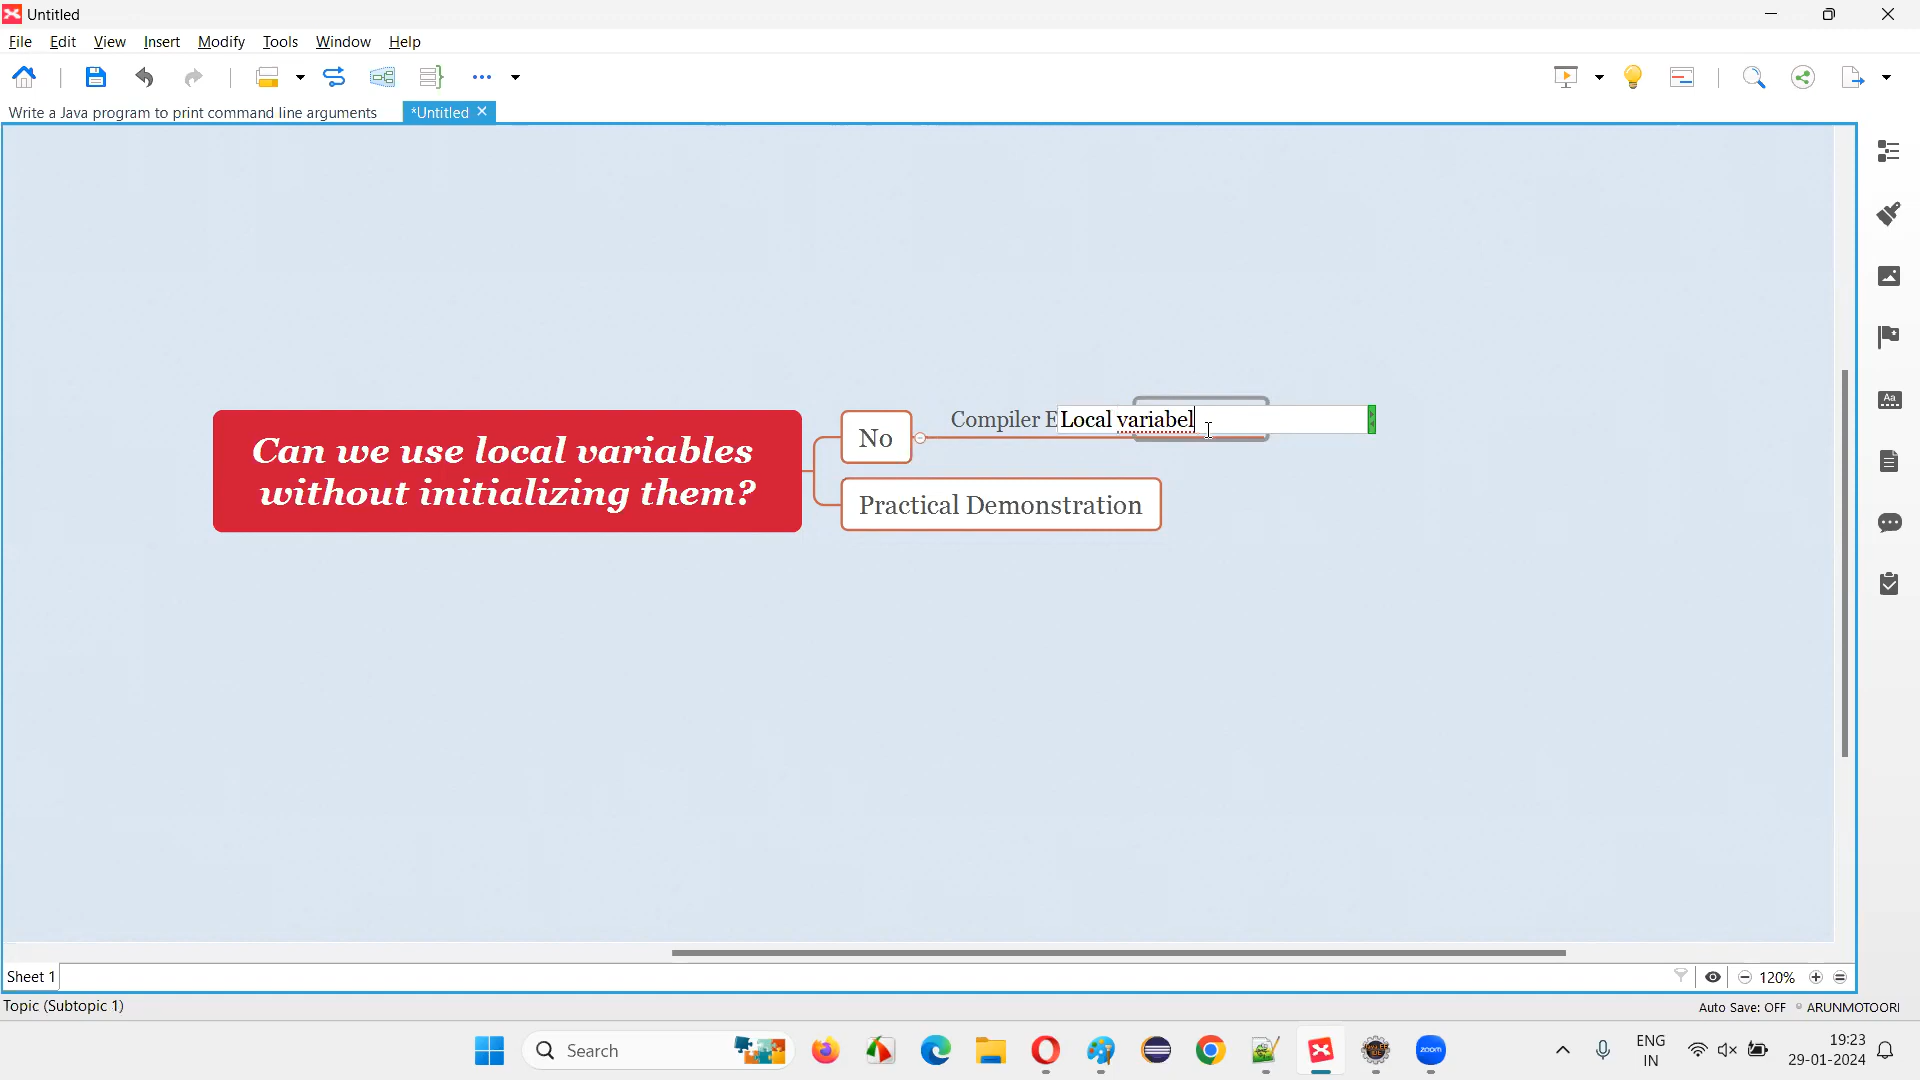 Untitled
File Edit View Insert Modify Tools Window Help
Write a Java program to print command line arguments *Untitled
Can we use local variables
without initializing them?
No
Compiler E
Local variabel
Practical Demonstration
Aa
Sheet 1
120%
Topic (Subtopic 1)
Auto Save: OFF ARUNMOTOORI
Search
zoom
ENG
IN
19:23
29-01-2024